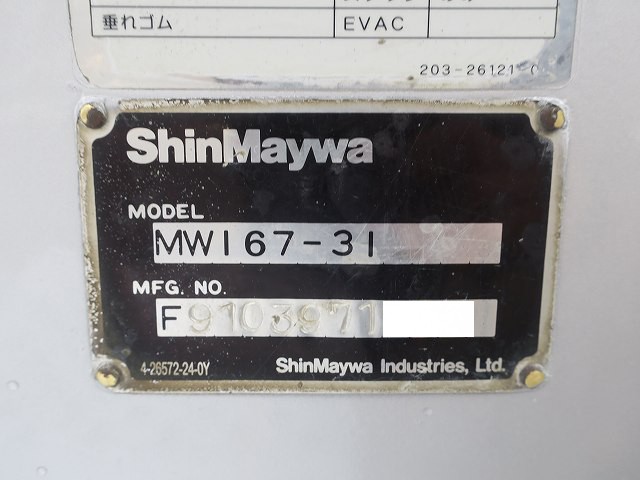 垂れゴム EVAC
203-26121-0
ShinMaywa
MODEL
MW167-31
MFG. NO.
F9103971
4-26572-24-0Y
ShinMaywa Industries, Ltd.